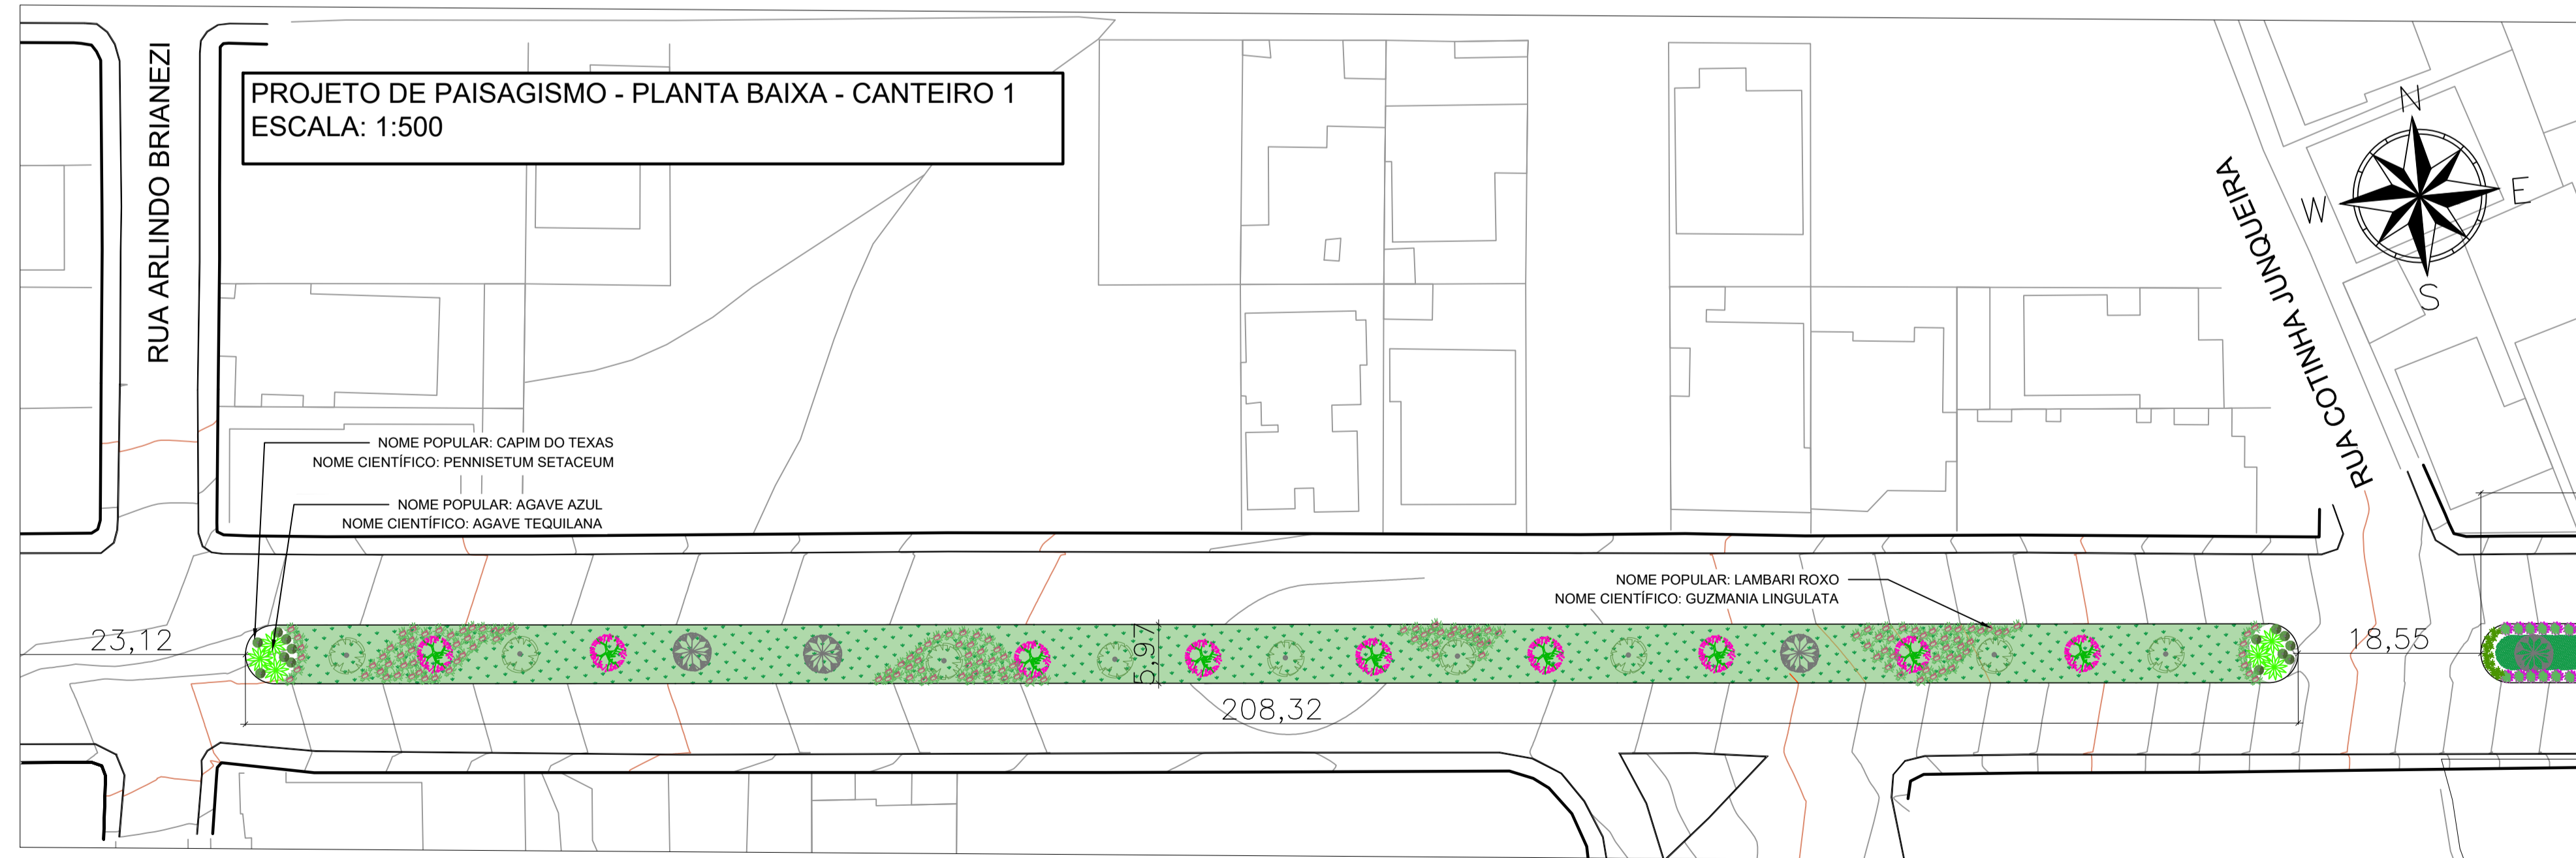 RUA ARLINDO BRIANEZI
PROJETO DE PAISAGISMO - PLANTA BAIXA - CANTEIRO 1
ESCALA: 1:500
N
W
E
S
RUA COTINHA JUNQUEIRA
NOME POPULAR: CAPIM DO TEXAS
NOME CIENTÍFICO: PENNISETUM SETACEUM
NOME POPULAR: AGAVE AZUL
NOME CIENTÍFICO: AGAVE TEQUILANA
NOME POPULAR: LAMBARI ROXO
NOME CIENTÍFICO: GUZMANIA LINGULATA
23,12
5,97
18,55
208,32